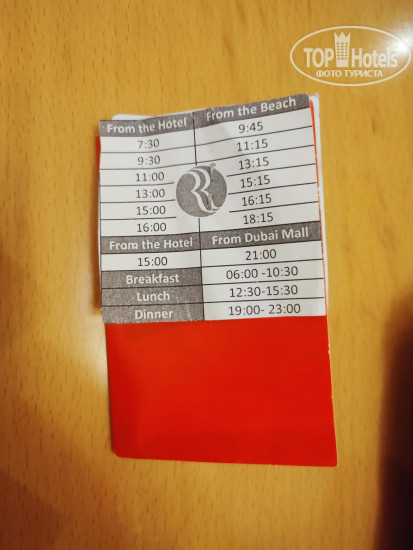 TOP Hotels
ФОТО ТУРИСТА
From the Hotel From the Beach
7:30 9:45
9:30 11:15
11:00 13:15
13:00 15:15
15:00 16:15
16:00 18:15
From the Hotel From Dubai Mall
15:00 21:00
Breakfast 06:00 -10:30
Lunch 12:30-15:30
Dinner 19:00- 23:00